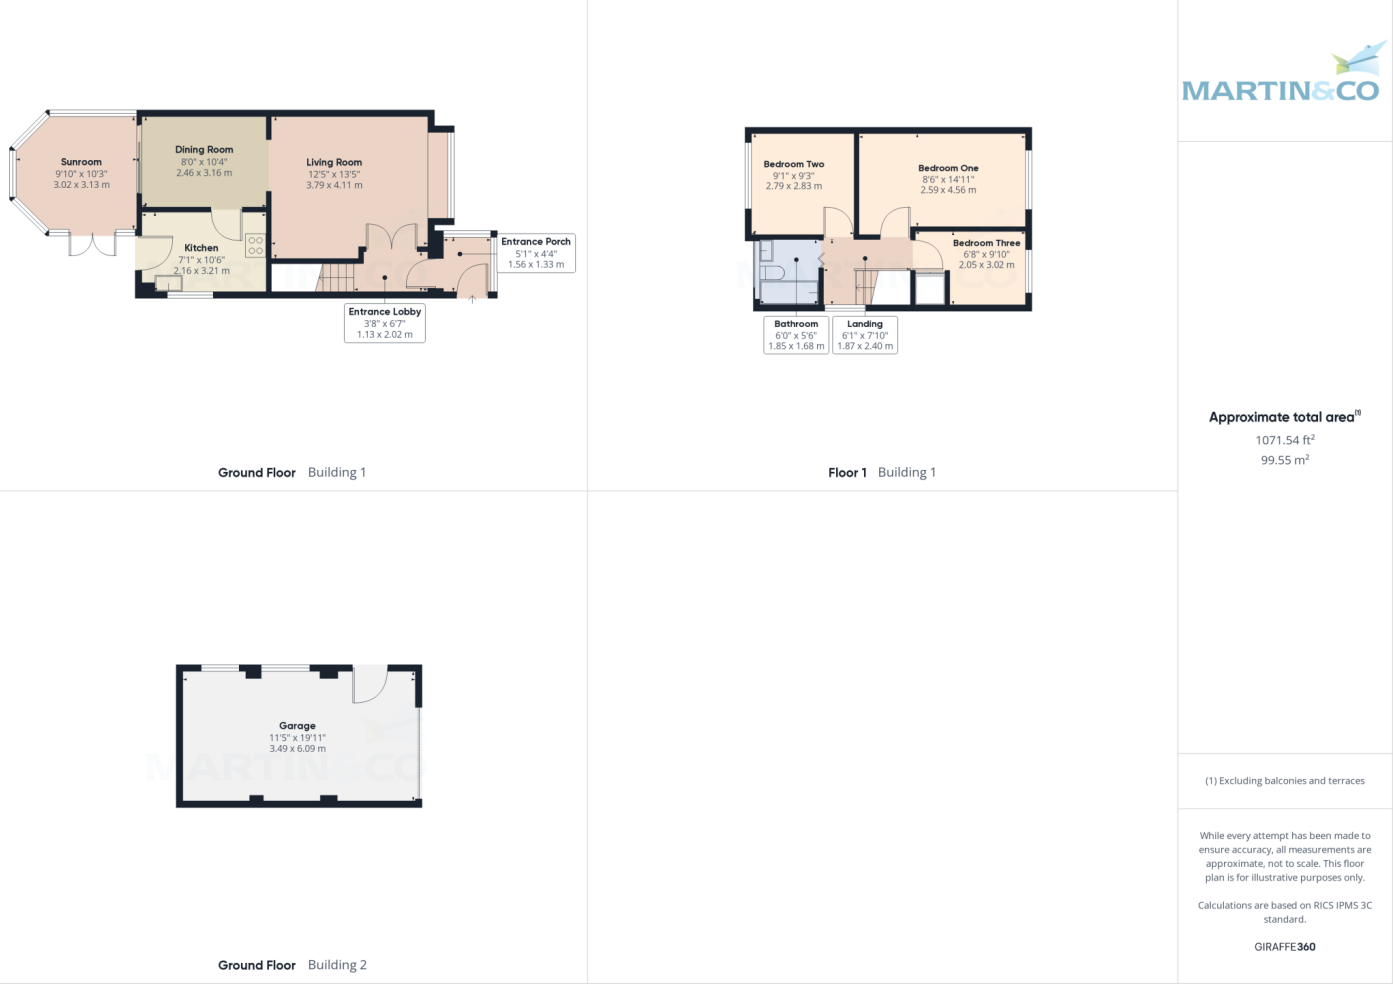 Sunroom
9'10" x 10'3"
3.02 x 3.13 m
Dining Room
8'0" x 10'4"
2.46 x 3.16 m
Living Room
12'5" x 13'5"
3.79 x 4.11 m
Kitchen
7'1" x 10'6"
2.16 x 3.21 m
Entrance Porch
5'1" x 4'4"
1.56 x 1.33 m
Entrance Lobby
3'8" x 6'7"
1.13 x 2.02 m
Ground Floor Building 1
Bedroom Two
9'1" x 9'3"
2.79 x 2.83 m
Bedroom One
8'6" x 14'11"
2.59 x 4.56 m
Bedroom Three
6'8" x 9'10"
2.05 x 3.02 m
Bathroom
6'0" x 5'6"
1.85 x 1.68 m
Landing
6'1" x 7'10"
1.87 x 2.40 m
Floor 1 Building 1
Garage
11'5" x 19'11"
3.49 x 6.09 m
MARTIN&CO
Ground Floor Building 2
MARTIN&CO
Approximate total area(1)
1071.54 ft²
99.55 m²
(1) Excluding balconies and terraces
While every attempt has been made to
ensure accuracy, all measurements are
approximate, not to scale. This floor
plan is for illustrative purposes only.
Calculations are based on RICS IPMS 3C
standard.
GIRAFFE360